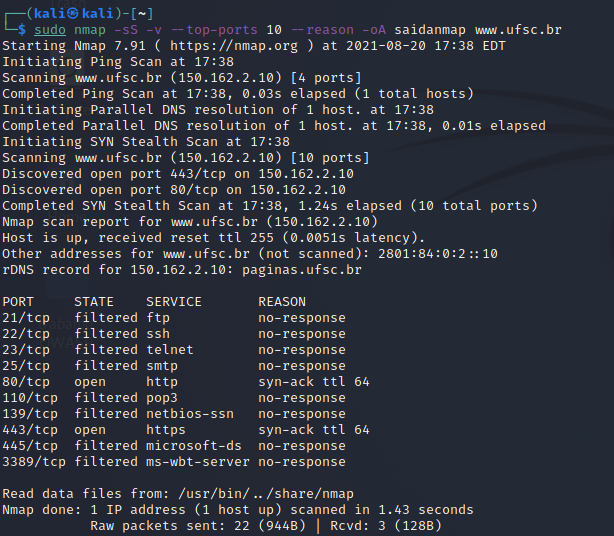 ┌──(kali㉿kali)-[~]
└─$ sudo nmap -sS -v --top-ports 10 --reason -oA saidanmap www.ufsc.br
Starting Nmap 7.91 ( https://nmap.org ) at 2021-08-20 17:38 EDT
Initiating Ping Scan at 17:38
Scanning www.ufsc.br (150.162.2.10) [4 ports]
Completed Ping Scan at 17:38, 0.03s elapsed (1 total hosts)
Initiating Parallel DNS resolution of 1 host. at 17:38
Completed Parallel DNS resolution of 1 host. at 17:38, 0.01s elapsed
Initiating SYN Stealth Scan at 17:38
Scanning www.ufsc.br (150.162.2.10) [10 ports]
Discovered open port 443/tcp on 150.162.2.10
Discovered open port 80/tcp on 150.162.2.10
Completed SYN Stealth Scan at 17:38, 1.24s elapsed (10 total ports)
Nmap scan report for www.ufsc.br (150.162.2.10)
Host is up, received reset ttl 255 (0.0051s latency).
Other addresses for www.ufsc.br (not scanned): 2801:84:0:2::10
rDNS record for 150.162.2.10: paginas.ufsc.br
PORT STATE SERVICE REASON
21/tcp filtered ftp no-response
22/tcp filtered ssh no-response
23/tcp filtered telnet no-response
25/tcp filtered smtp no-response
80/tcp open http syn-ack ttl 64
110/tcp filtered pop3 no-response
139/tcp filtered netbios-ssn no-response
443/tcp open https syn-ack ttl 64
445/tcp filtered microsoft-ds no-response
3389/tcp filtered ms-wbt-server no-response
Read data files from: /usr/bin/../share/nmap
Nmap done: 1 IP address (1 host up) scanned in 1.43 seconds
Raw packets sent: 22 (944B) | Rcvd: 3 (128B)